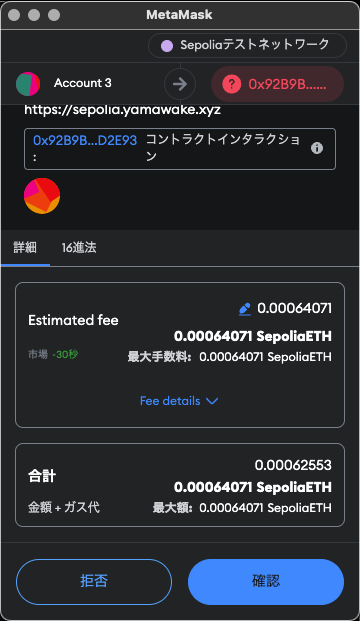 MetaMask
Sepoliaテストネットワーク
Account 3
? 0x92B9B......
https://sepolia.yamawake.xyz
0x92B9B...D2E93 コントラクトインタラクショ
: ン
詳細 16進法
0.00064071
Estimated fee
0.00064071 SepoliaETH
市場 -30秒 最大手数料: 0.00064071 SepoliaETH
Fee details
0.00062553
合計
0.00064071 SepoliaETH
金額 + ガス代 最大額: 0.00064071 SepoliaETH
拒否 確認